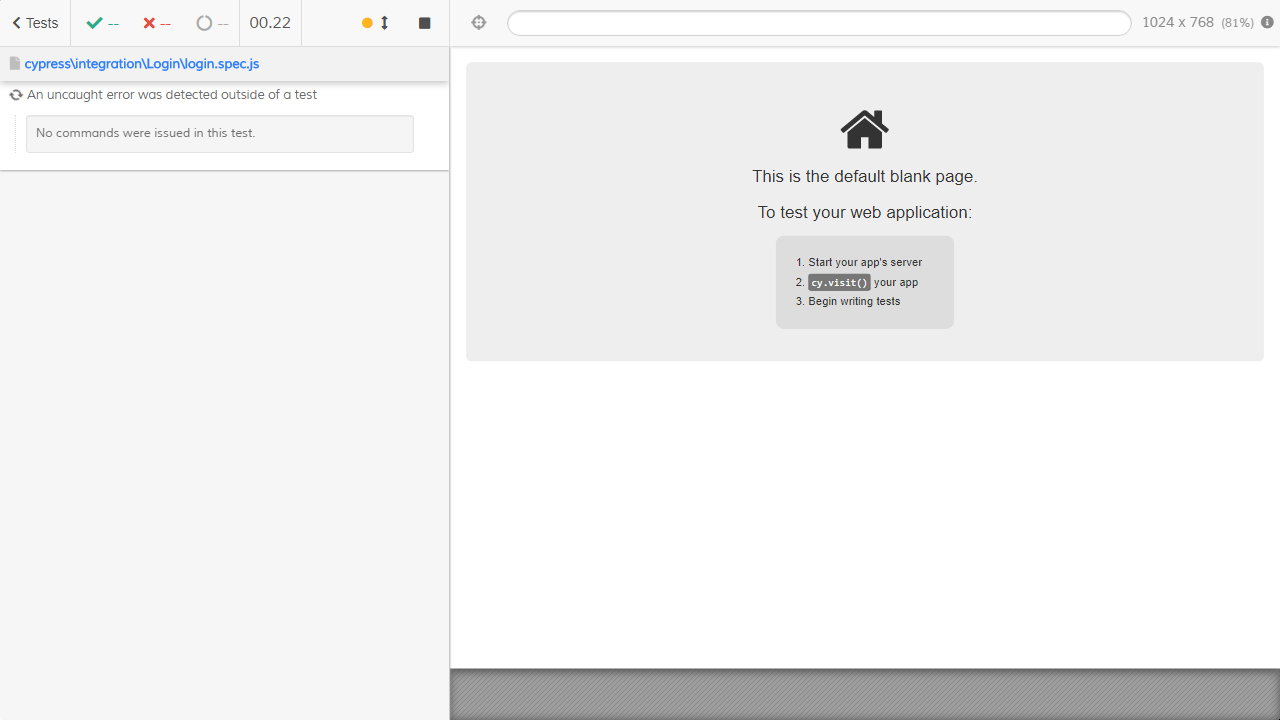 Tests -- -- -- 00.22 1024 x 768 (81%)
cypress\integration\Login\login.spec.js
An uncaught error was detected outside of a test
No commands were issued in this test.
This is the default blank page.
To test your web application:
1. Start your app's server
2. cy.visit() your app
3. Begin writing tests